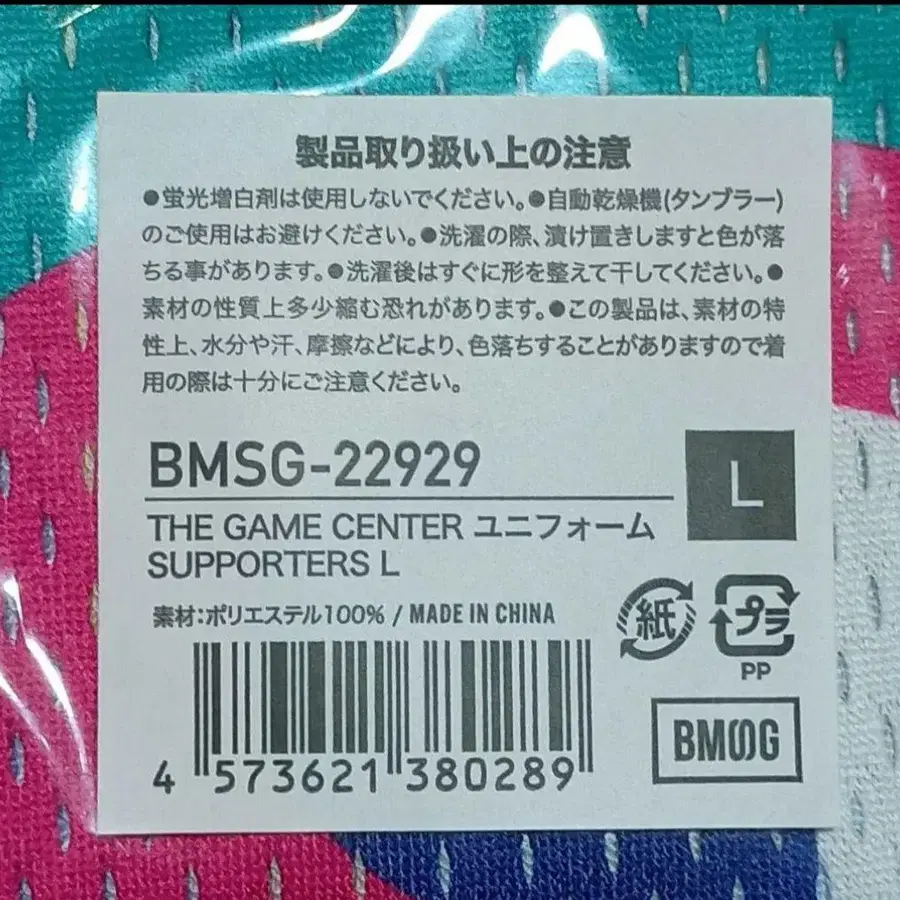 製品取り扱い上の注意
●蛍光増白剤は使用しないでください。●自動乾燥機(タンブラー)
のご使用はお避けください。●洗濯の際、漬け置きしますと色が落
ちる事があります。●洗濯後はすぐに形を整えて干してください。●
素材の性質上多少縮む恐れがあります。●この製品は、素材の特
性上、水分や汗、摩擦などにより、色落ちすることがありますので着
用の際は十分にご注意ください。
BMSG-22929
L
THE GAME CENTER ユニフォーム
SUPPORTERS L
素材:ポリエステル100% / MADE IN CHINA
紙
プラ
PP
4 573621 380289
BMSG